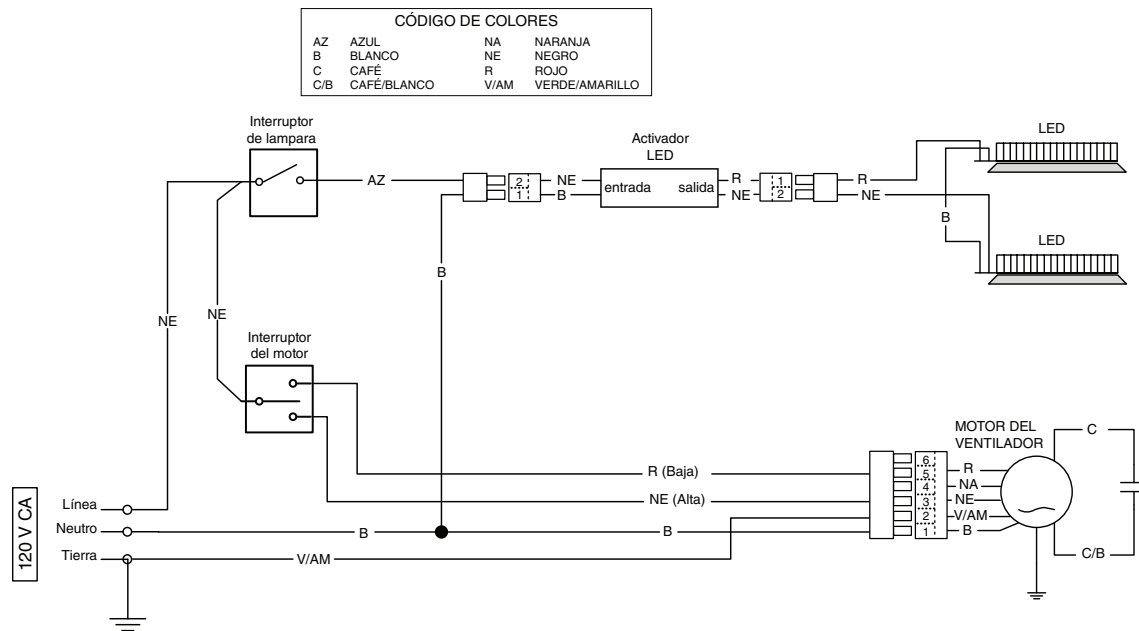 CÓDIGO DE COLORES
AZ AZUL NA NARANJA
B BLANCO NE NEGRO
C CAFÉ R ROJO
C/B CAFÉ/BLANCO V/AM VERDE/AMARILLO
Interruptor
de lampara
Activador
LED
LED
AZ
2
1
NE
B
entrada salida
R
NE
1
2
R
NE
B
LED
B
NE
NE
Interruptor
del motor
MOTOR DEL
VENTILADOR
C
R (Baja)
NE (Alta)
6
5
4
3
2
1
R
NA
NE
V/AM
B
C/B
120 V CA
Línea
Neutro
Tierra
B
B
V/AM